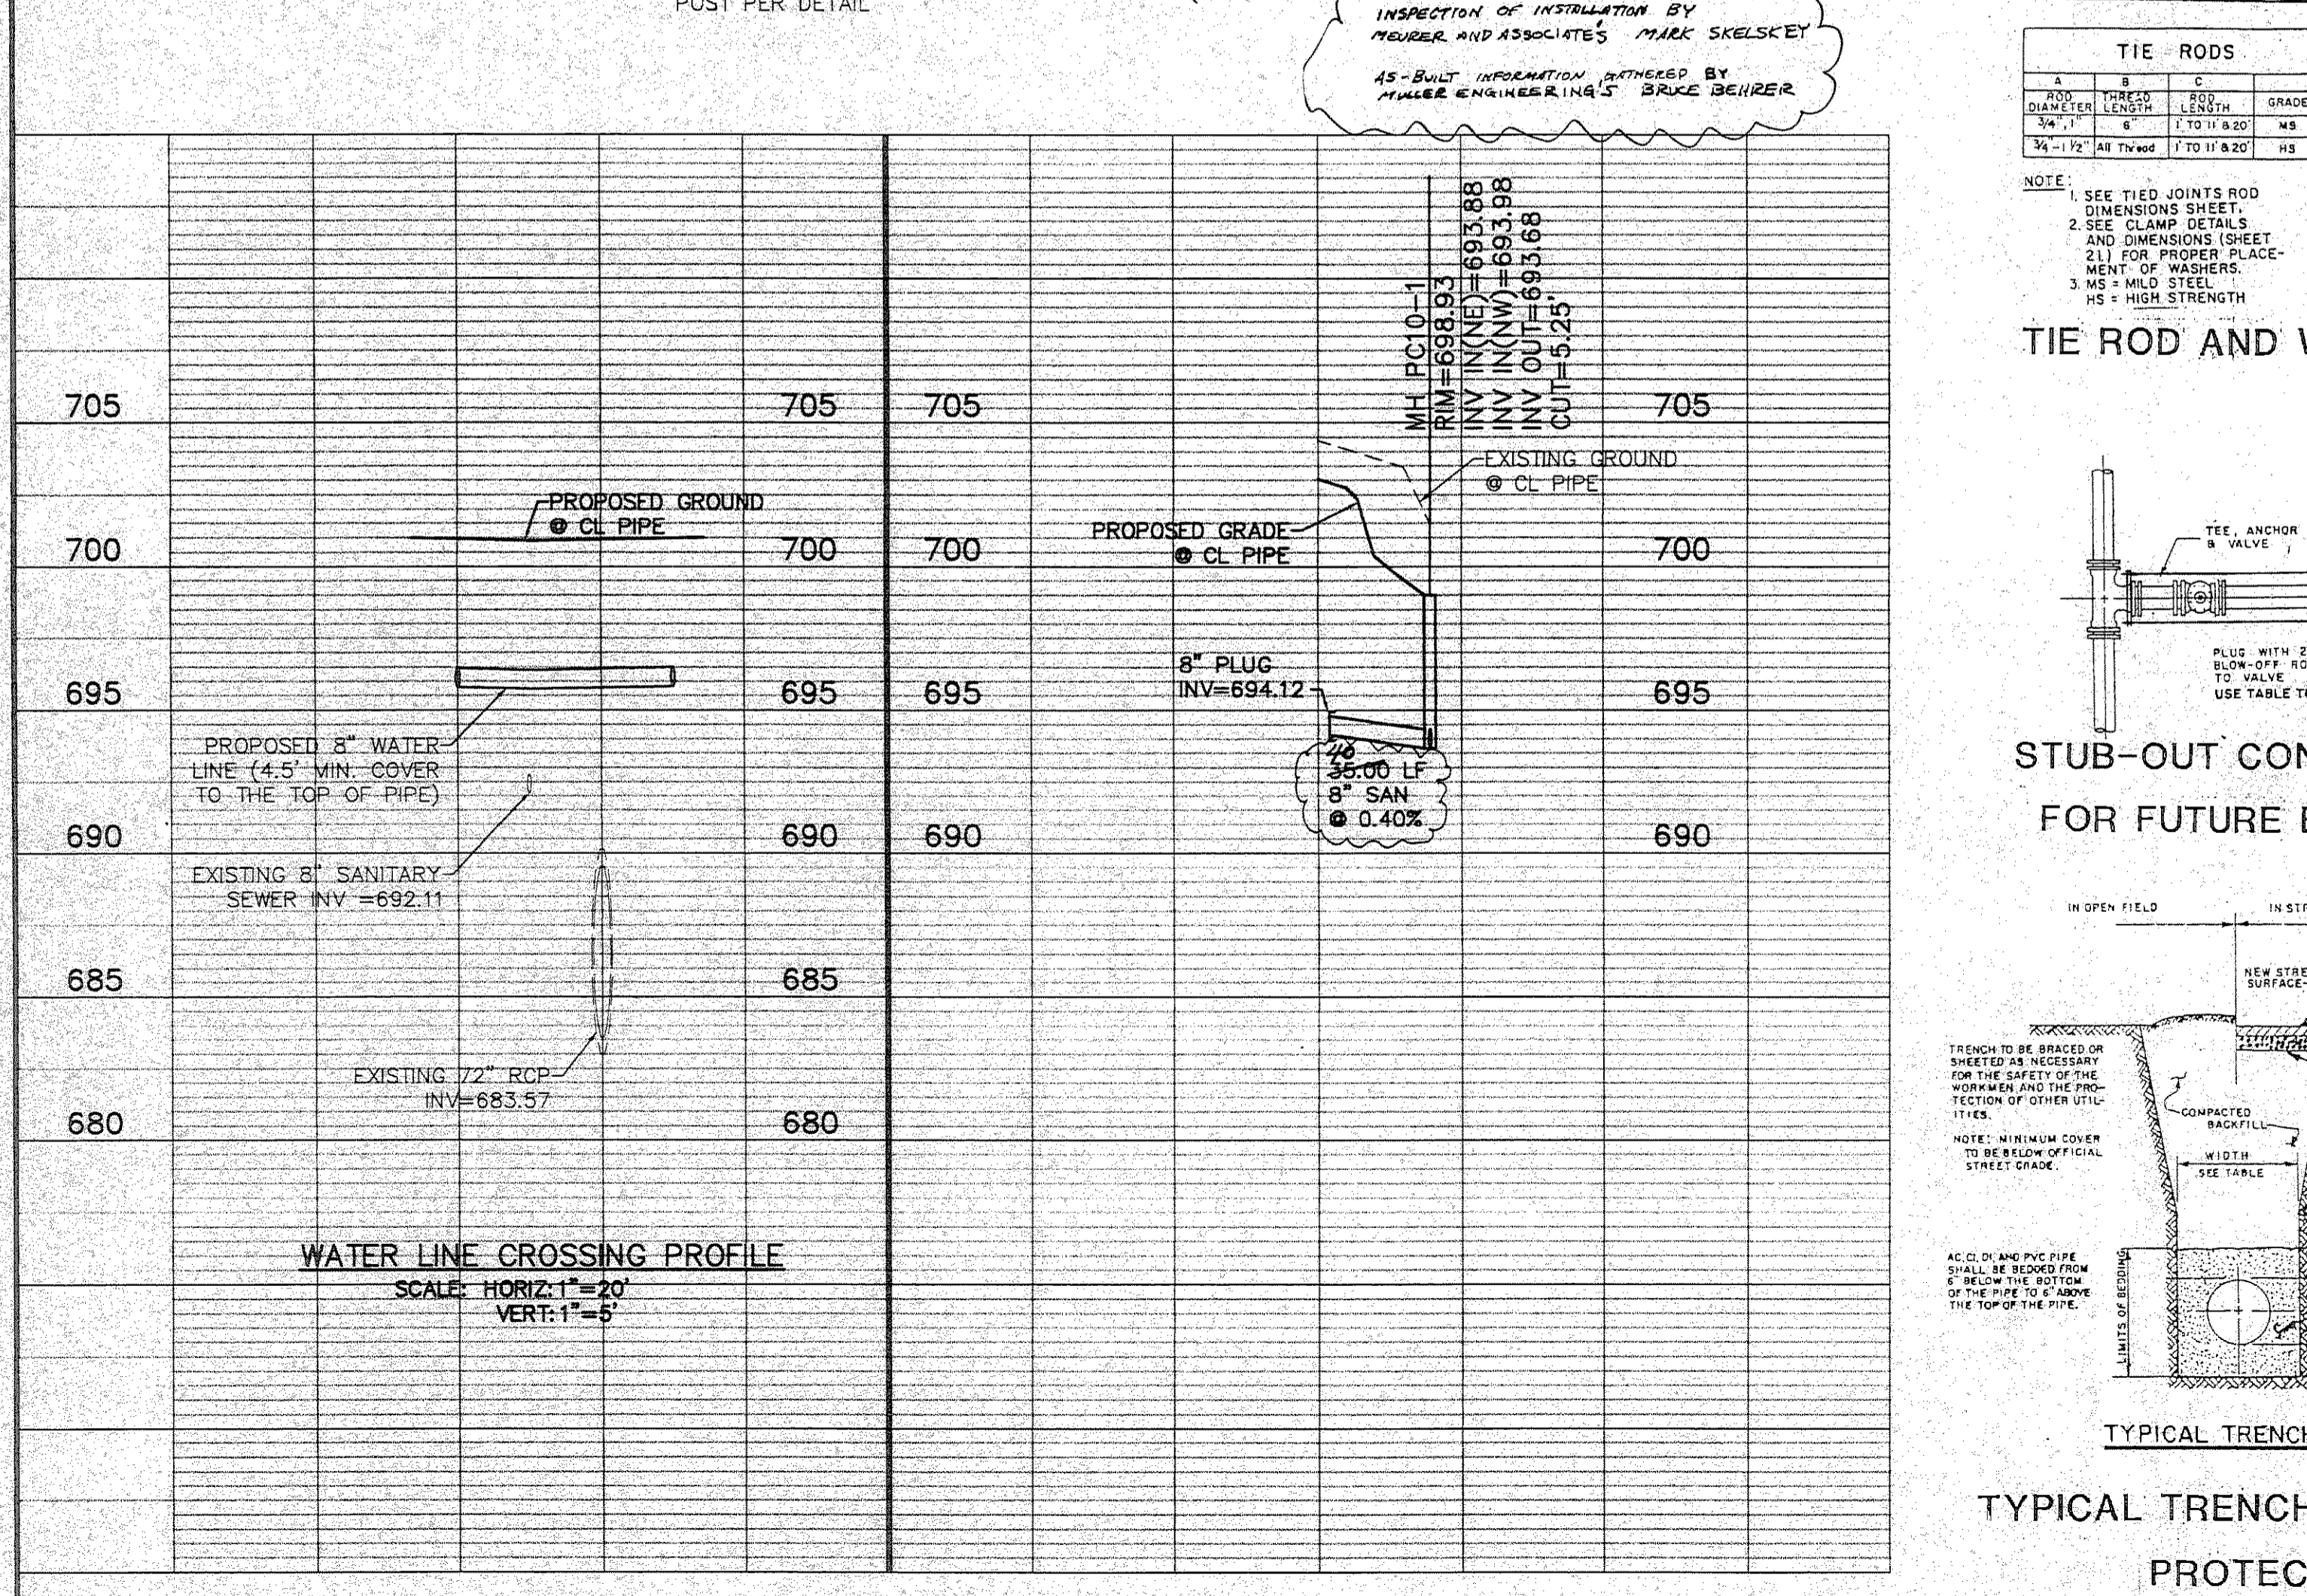 POST PER DETAIL
INSPECTION OF INSTALLATION BY
MEURER AND ASSOCIATE'S MARK SKELSKEY
AS-BUILT INFORMATION GATHERED BY
MULLER ENGINEERING'S BRUCE BEHRER
705
705
705
705
700
700
700
695
695
695
690
690
690
690
685
685
680
680
PROPOSED GROUND
@ CL PIPE
PROPOSED 8" WATER
LINE (4.5' MIN. COVER
TO THE TOP OF PIPE)
EXISTING 8" SANITARY
SEWER INV =692.11
EXISTING 72" RCP
INV=683.57
WATER LINE CROSSING PROFILE
SCALE: HORIZ: 1"=20'
VERT: 1"=5'
MH PC10-1
RIM=698.93
INV IN(NE)=693.88
INV IN(NW)=693.98
INV OUT=693.68
CUT=5.25'
EXISTING GROUND
@ CL PIPE
PROPOSED GRADE
@ CL PIPE
8" PLUG
INV=694.12
40
35.00 LF
8" SAN
@ 0.40%
TIE RODS
A B C
ROD DIAMETER THREAD LENGTH ROD LENGTH GRADE
3/4", 1" 6" 1' TO 11' & 20' MS
3/4"-1 1/2" All Thread 1' TO 11' & 20' HS
NOTE:
1. SEE TIED JOINTS ROD
DIMENSIONS SHEET.
2. SEE CLAMP DETAILS
AND DIMENSIONS (SHEET
21) FOR PROPER PLACE-
MENT OF WASHERS.
3. MS = MILD STEEL
HS = HIGH STRENGTH
TIE ROD AND
TEE, ANCHOR
& VALVE
PLUG WITH 2
BLOW-OFF RO
TO VALVE
USE TABLE T
STUB-OUT CON
FOR FUTURE
IN OPEN FIELD
IN STR
NEW STRE
SURFACE
TRENCH TO BE BRACED OR
SHEETED AS NECESSARY
FOR THE SAFETY OF THE
WORKMEN AND THE PRO-
TECTION OF OTHER UTIL-
ITIES.
NOTE: MINIMUM COVER
TO BE BELOW OFFICIAL
STREET GRADE.
COMPACTED
BACKFILL
WIDTH
SEE TABLE
AC, CI, DI, AND PVC PIPE
SHALL BE BEDDED FROM
6" BELOW THE BOTTOM
OF THE PIPE TO 6" ABOVE
THE TOP OF THE PIPE.
LIMITS OF BEDDING
TYPICAL TRENCH
TYPICAL TRENCH
PROTEC